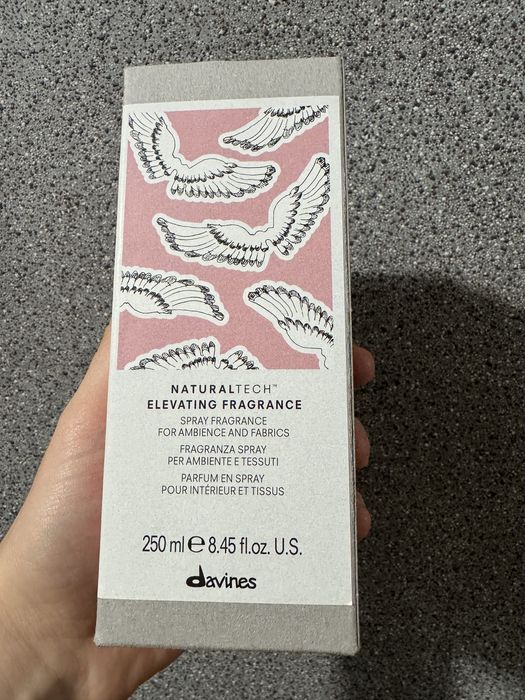 NATURALTECH™
ELEVATING FRAGRANCE
SPRAY FRAGRANCE
FOR AMBIENCE AND FABRICS
FRAGRANZA SPRAY
PER AMBIENTE E TESSUTI
PARFUM EN SPRAY
POUR INTÉRIEUR ET TISSUS
250 ml ℮ 8.45 fl.oz. U.S.
davines